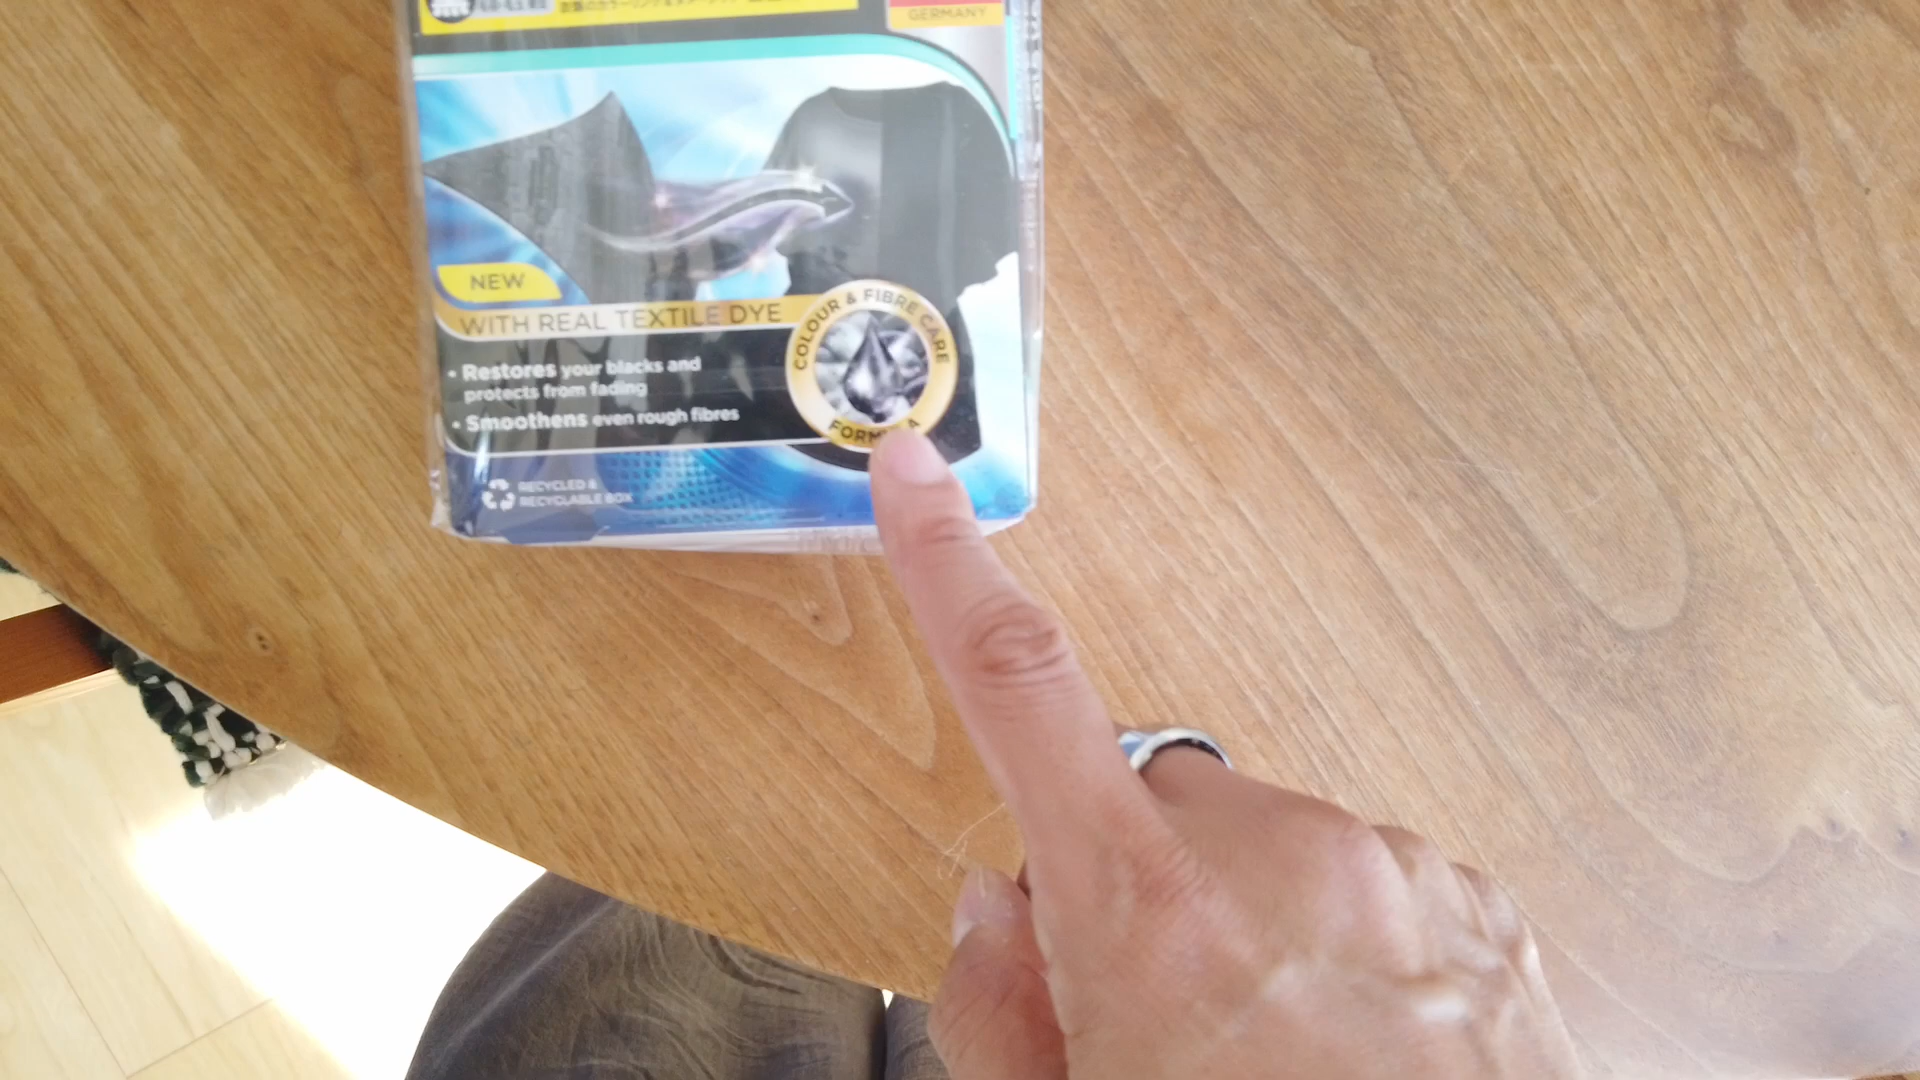 GERMANY
NEW
WITH REAL TEXTILE DYE
COLOUR & FIBRE CARE
• Restores your blacks and
protects from fading
• Smoothens even rough fibres
RECYCLED &
RECYCLABLE BOX